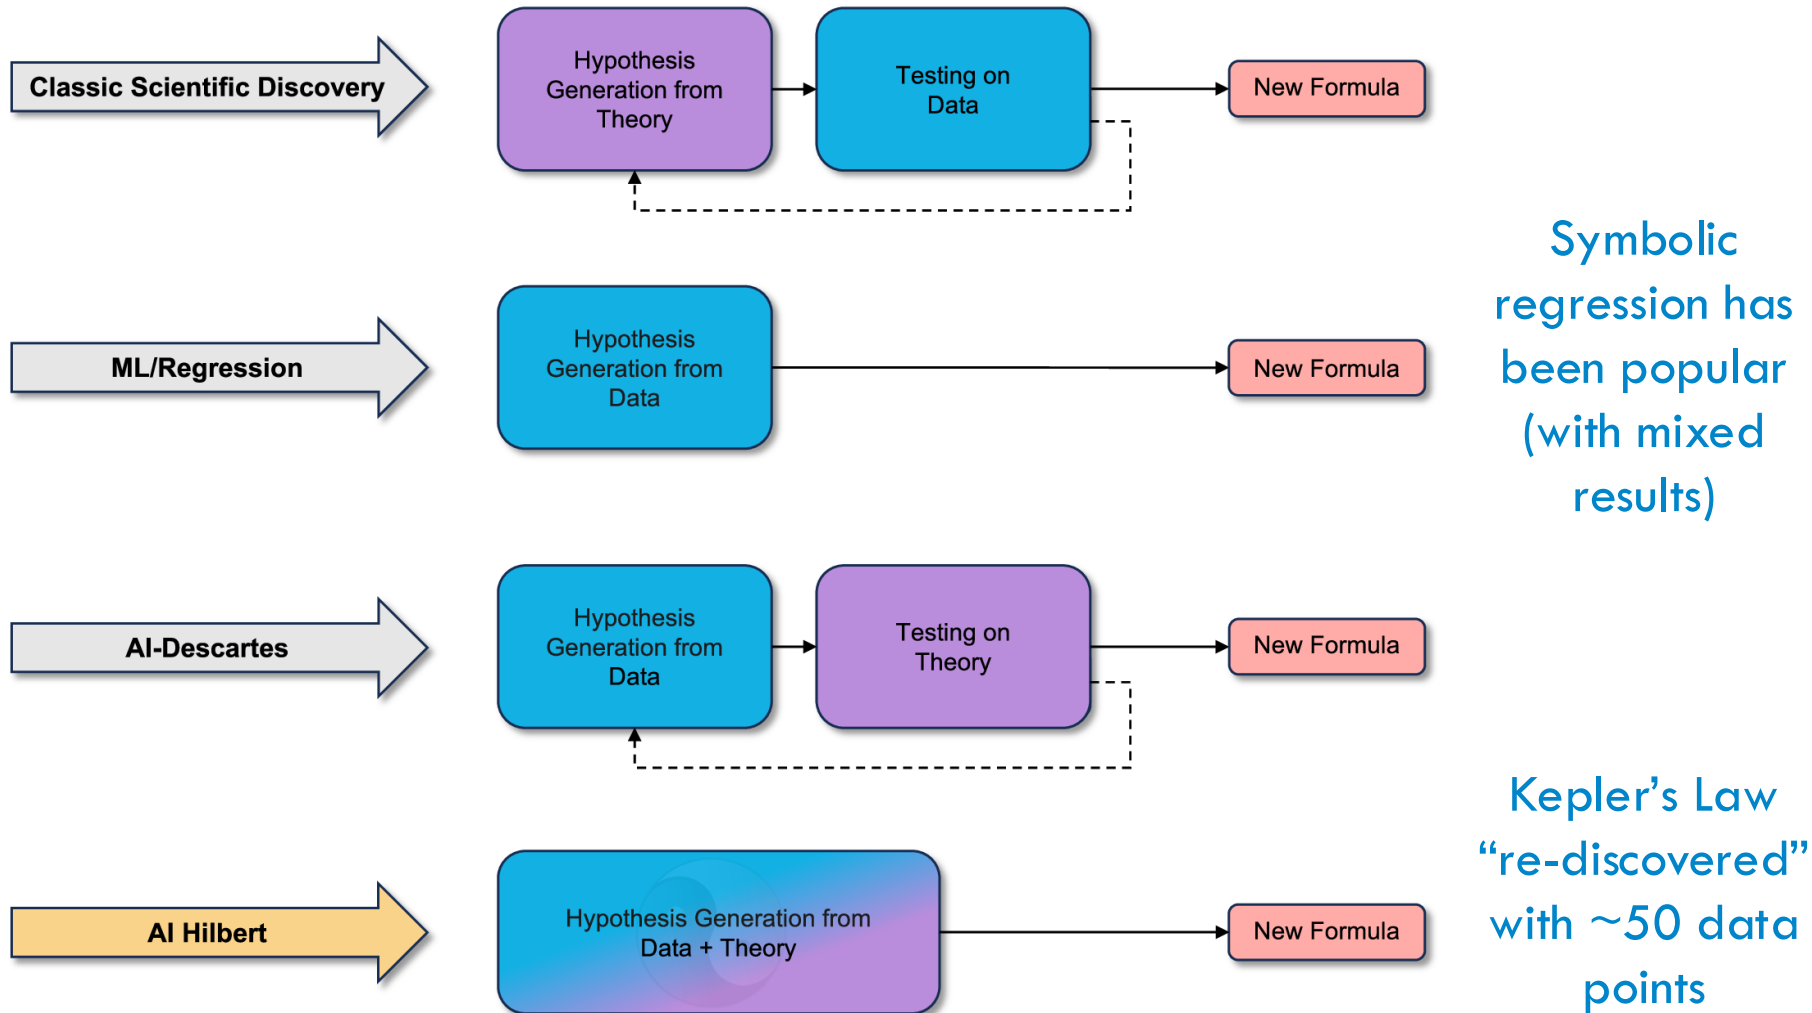 Classic Scientific Discovery
Hypothesis
Generation from
Theory
Testing on
Data
New Formula
ML/Regression
Hypothesis
Generation from
Data
New Formula
Symbolic
regression has
been popular
(with mixed
results)
AI-Descartes
Hypothesis
Generation from
Data
Testing on
Theory
New Formula
AI Hilbert
Hypothesis Generation from
Data + Theory
New Formula
Kepler’s Law
“re-discovered”
with ~50 data
points